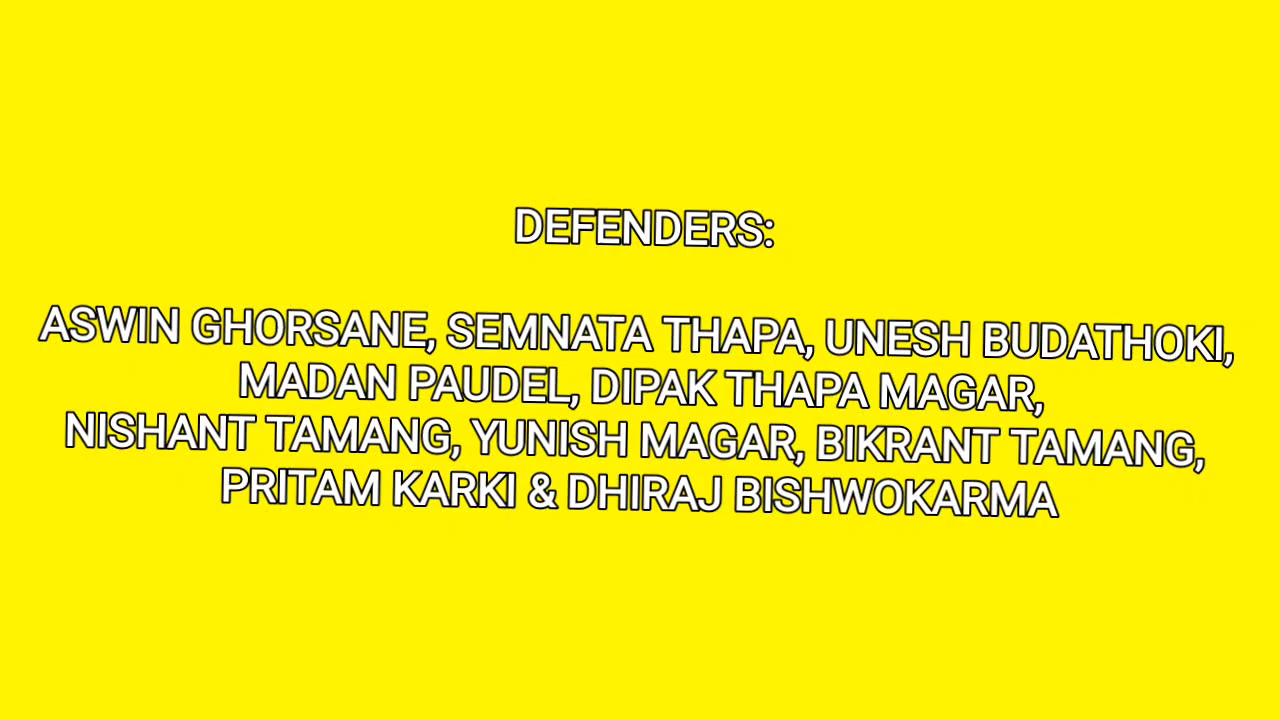 DEFENDERS:
ASWIN GHORSANE, SEMNATA THAPA, UNESH BUDATHOKI,
MADAN PAUDEL, DIPAK THAPA MAGAR,
NISHANT TAMANG, YUNISH MAGAR, BIKRANT TAMANG,
PRITAM KARKI & DHIRAJ BISHWOKARMA